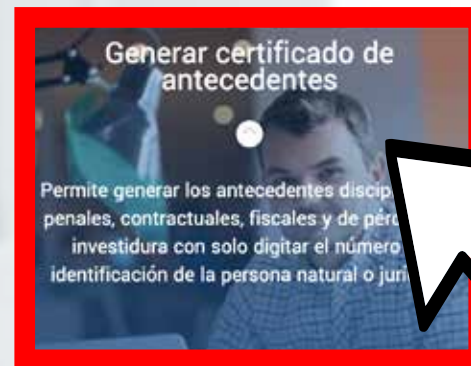 Generar certificado de
antecedentes
Permite generar los antecedentes discip
penales, contractuales, fiscales y de pérd
investidura con solo digitar el número
identificación de la persona natural o jurí